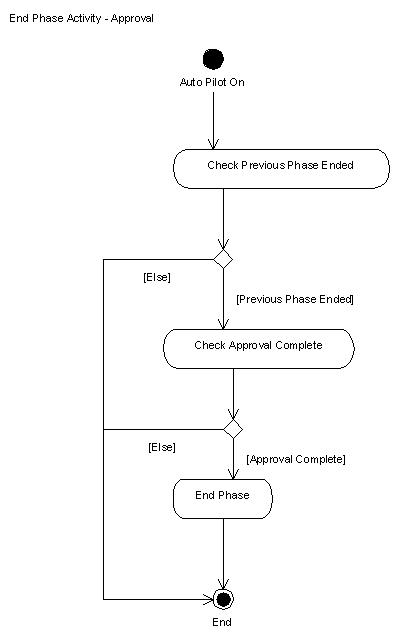 End Phase Activity - Approval
Auto Pilot On
Check Previous Phase Ended
[Else]
[Previous Phase Ended]
Check Approval Complete
[Else]
[Approval Complete]
End Phase
End